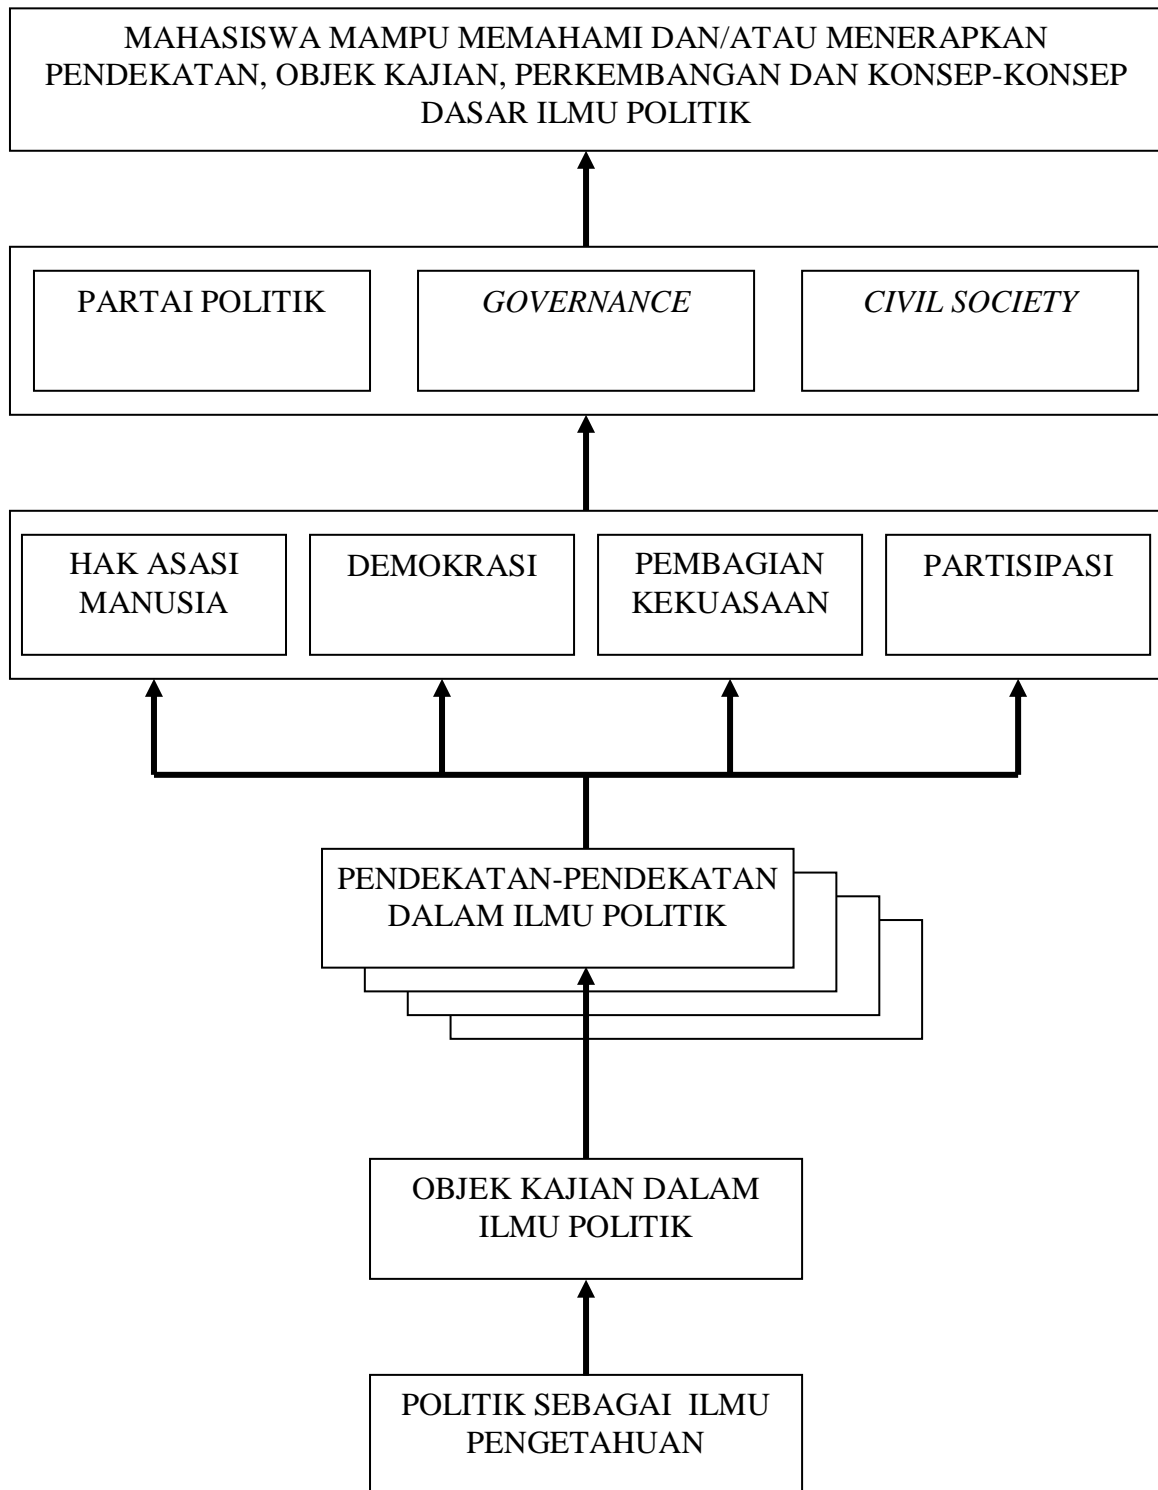 MAHASISWA MAMPU MEMAHAMI DAN/ATAU MENERAPKAN
PENDEKATAN, OBJEK KAJIAN, PERKEMBANGAN DAN KONSEP-KONSEP
DASAR ILMU POLITIK
PARTAI POLITIK
GOVERNANCE
CIVIL SOCIETY
HAK ASASI
MANUSIA
DEMOKRASI
PEMBAGIAN
KEKUASAAN
PARTISIPASI
PENDEKATAN-PENDEKATAN
DALAM ILMU POLITIK
OBJEK KAJIAN DALAM
ILMU POLITIK
POLITIK SEBAGAI  ILMU
PENGETAHUAN